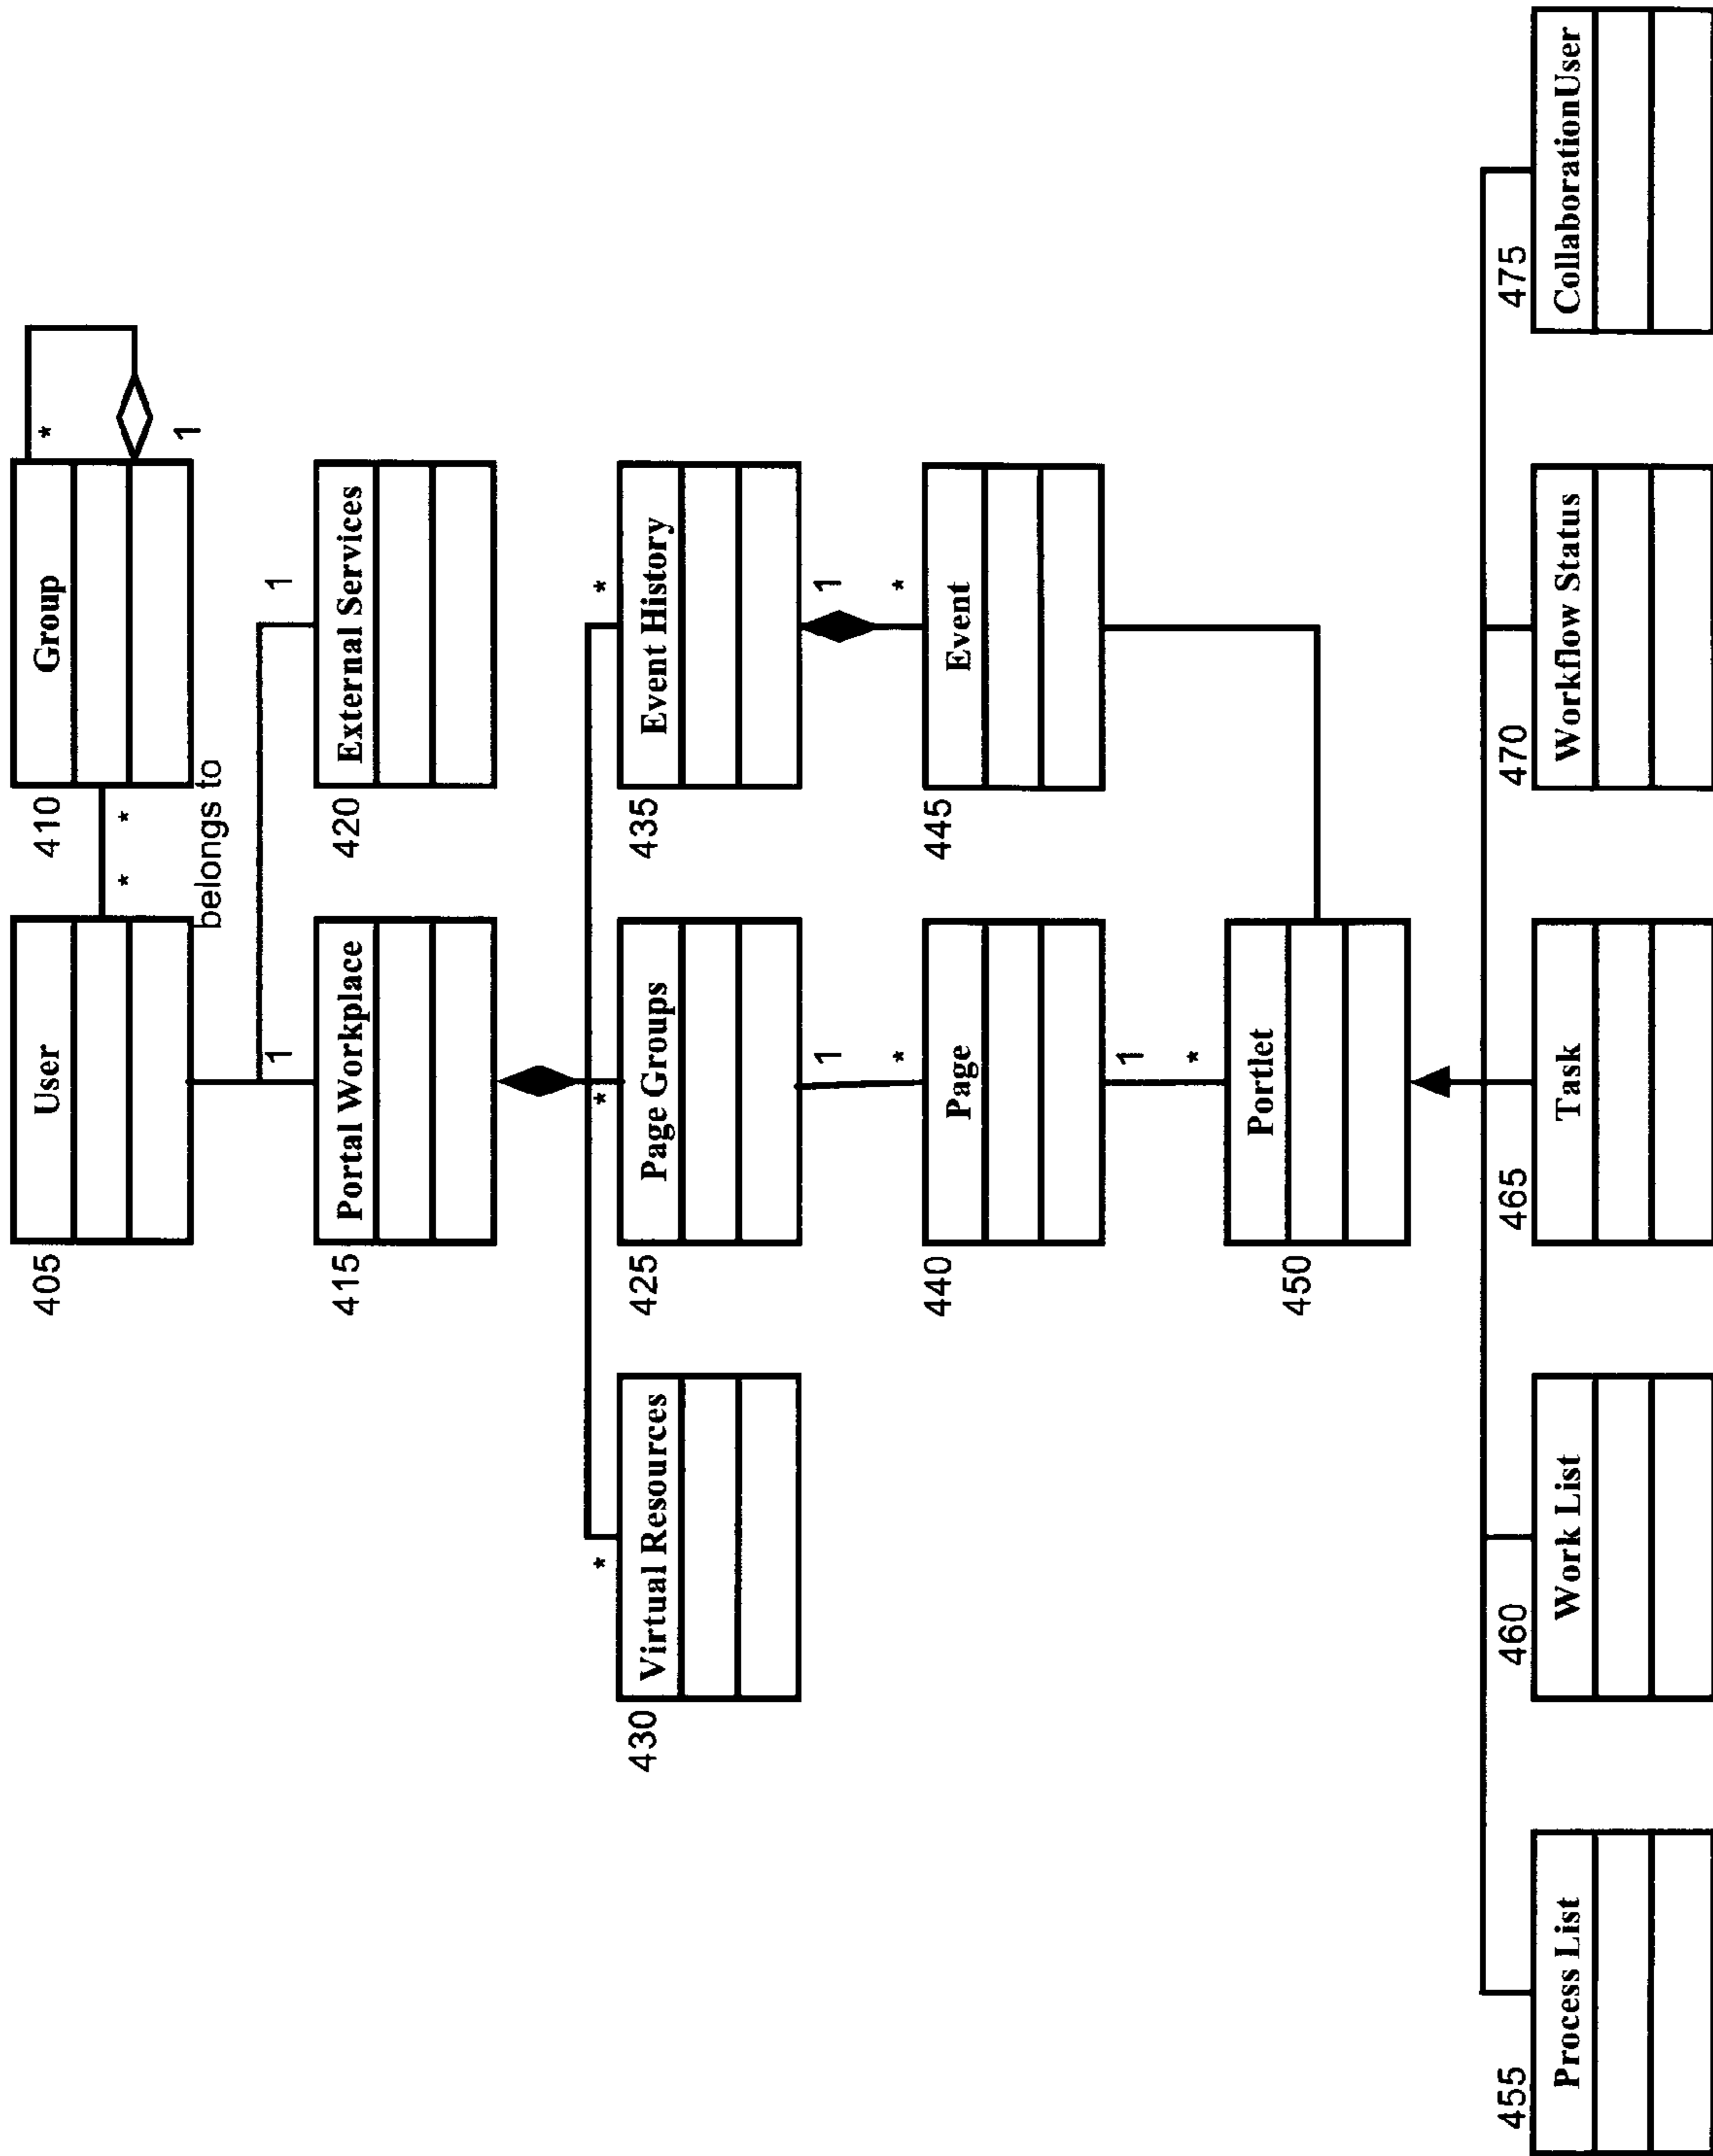 405
User
*
*
410
Group
*
1
belongs to
1
1
415
Portal Workplace
420
External Services
*
*
*
430
Virtual Resources
425
Page Groups
435
Event History
1
*
1
*
440
Page
445
Event
1
*
450
Portlet
455
Process List
460
Work List
465
Task
470
Workflow Status
475
CollaborationUser